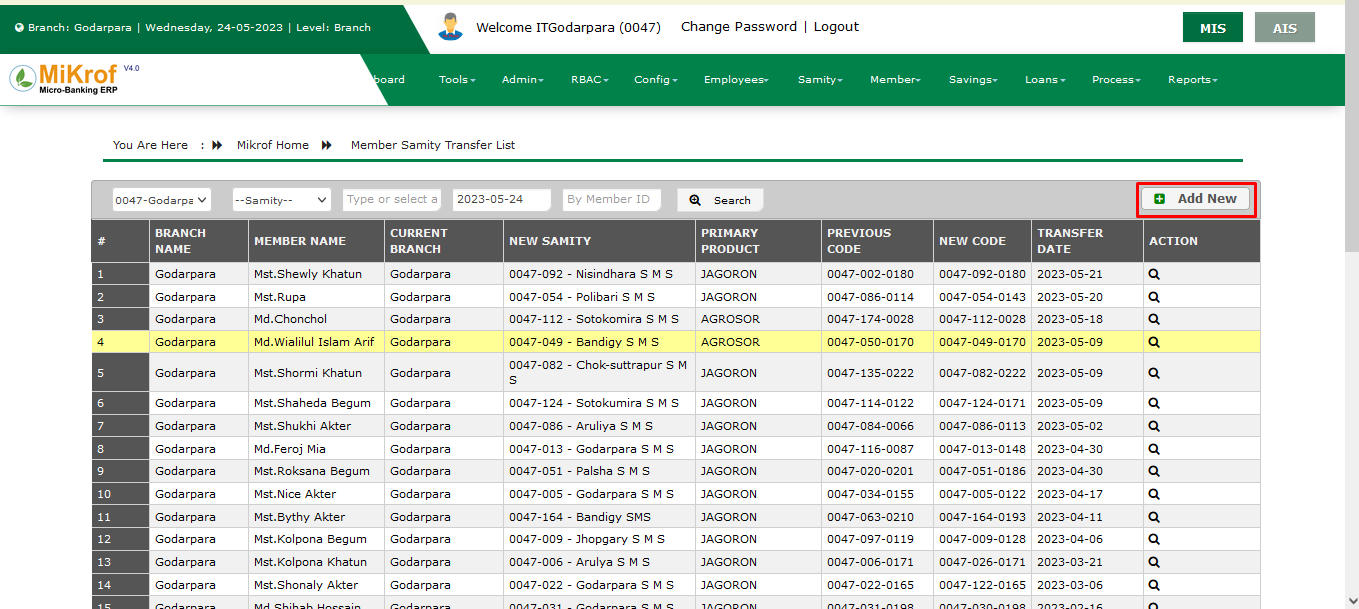 Branch: Godarpara | Wednesday, 24-05-2023 | Level: Branch
Welcome ITGodarpara (0047) Change Password | Logout
MIS AIS
MiKrof V4.0
Micro-Banking ERP
board Tools Admin RBAC Config Employees Samity Member Savings Loans Process Reports
You Are Here : Mikrof Home Member Samity Transfer List
0047-Godarpa --Samity-- Type or select a 2023-05-24 By Member ID Search Add New
# BRANCH NAME MEMBER NAME CURRENT BRANCH NEW SAMITY PRIMARY PRODUCT PREVIOUS CODE NEW CODE TRANSFER DATE ACTION
1 Godarpara Mst.Shewly Khatun Godarpara 0047-092 - Nisindhara S M S JAGORON 0047-002-0180 0047-092-0180 2023-05-21
2 Godarpara Mst.Rupa Godarpara 0047-054 - Polibari S M S JAGORON 0047-086-0114 0047-054-0143 2023-05-20
3 Godarpara Md.Chonchol Godarpara 0047-112 - Sotokomira S M S AGROSOR 0047-174-0028 0047-112-0028 2023-05-18
4 Godarpara Md.Wialilul Islam Arif Godarpara 0047-049 - Bandigy S M S AGROSOR 0047-050-0170 0047-049-0170 2023-05-09
5 Godarpara Mst.Shormi Khatun Godarpara 0047-082 - Chok-suttrapur S M S JAGORON 0047-135-0222 0047-082-0222 2023-05-09
6 Godarpara Mst.Shaheda Begum Godarpara 0047-124 - Sotokumira S M S JAGORON 0047-114-0122 0047-124-0171 2023-05-09
7 Godarpara Mst.Shukhi Akter Godarpara 0047-086 - Aruliya S M S JAGORON 0047-084-0066 0047-086-0113 2023-05-02
8 Godarpara Md.Feroj Mia Godarpara 0047-013 - Godarpara S M S JAGORON 0047-116-0087 0047-013-0148 2023-04-30
9 Godarpara Mst.Roksana Begum Godarpara 0047-051 - Palsha S M S JAGORON 0047-020-0201 0047-051-0186 2023-04-30
10 Godarpara Mst.Nice Akter Godarpara 0047-005 - Godarpara S M S JAGORON 0047-034-0155 0047-005-0122 2023-04-17
11 Godarpara Mst.Bythy Akter Godarpara 0047-164 - Bandigy SMS JAGORON 0047-063-0210 0047-164-0193 2023-04-11
12 Godarpara Mst.Kolpona Begum Godarpara 0047-009 - Jhopgary S M S JAGORON 0047-097-0119 0047-009-0128 2023-04-06
13 Godarpara Mst.Kolpona Khatun Godarpara 0047-006 - Arulya S M S JAGORON 0047-006-0171 0047-026-0171 2023-03-21
14 Godarpara Mst.Shonaly Akter Godarpara 0047-022 - Godarpara S M S JAGORON 0047-022-0165 0047-122-0165 2023-03-06
15 Godarpara Md.Shihab Hossain Godarpara 0047-031 - Godarpara S M S JAGORON 0047-031-0198 0047-030-0198 2023-02-16